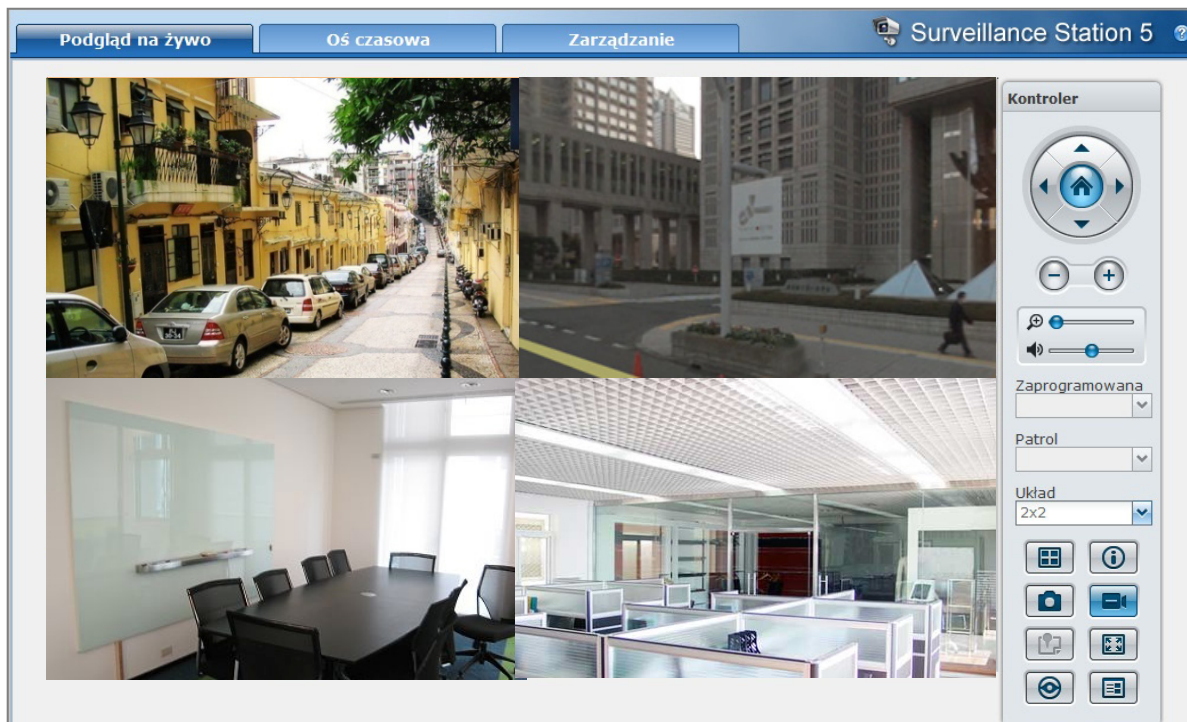 Podgląd na żywo
Oś czasowa
Zarządzanie
Surveillance Station 5
?
Kontroler
Zaprogramowana
Patrol
Układ
2x2